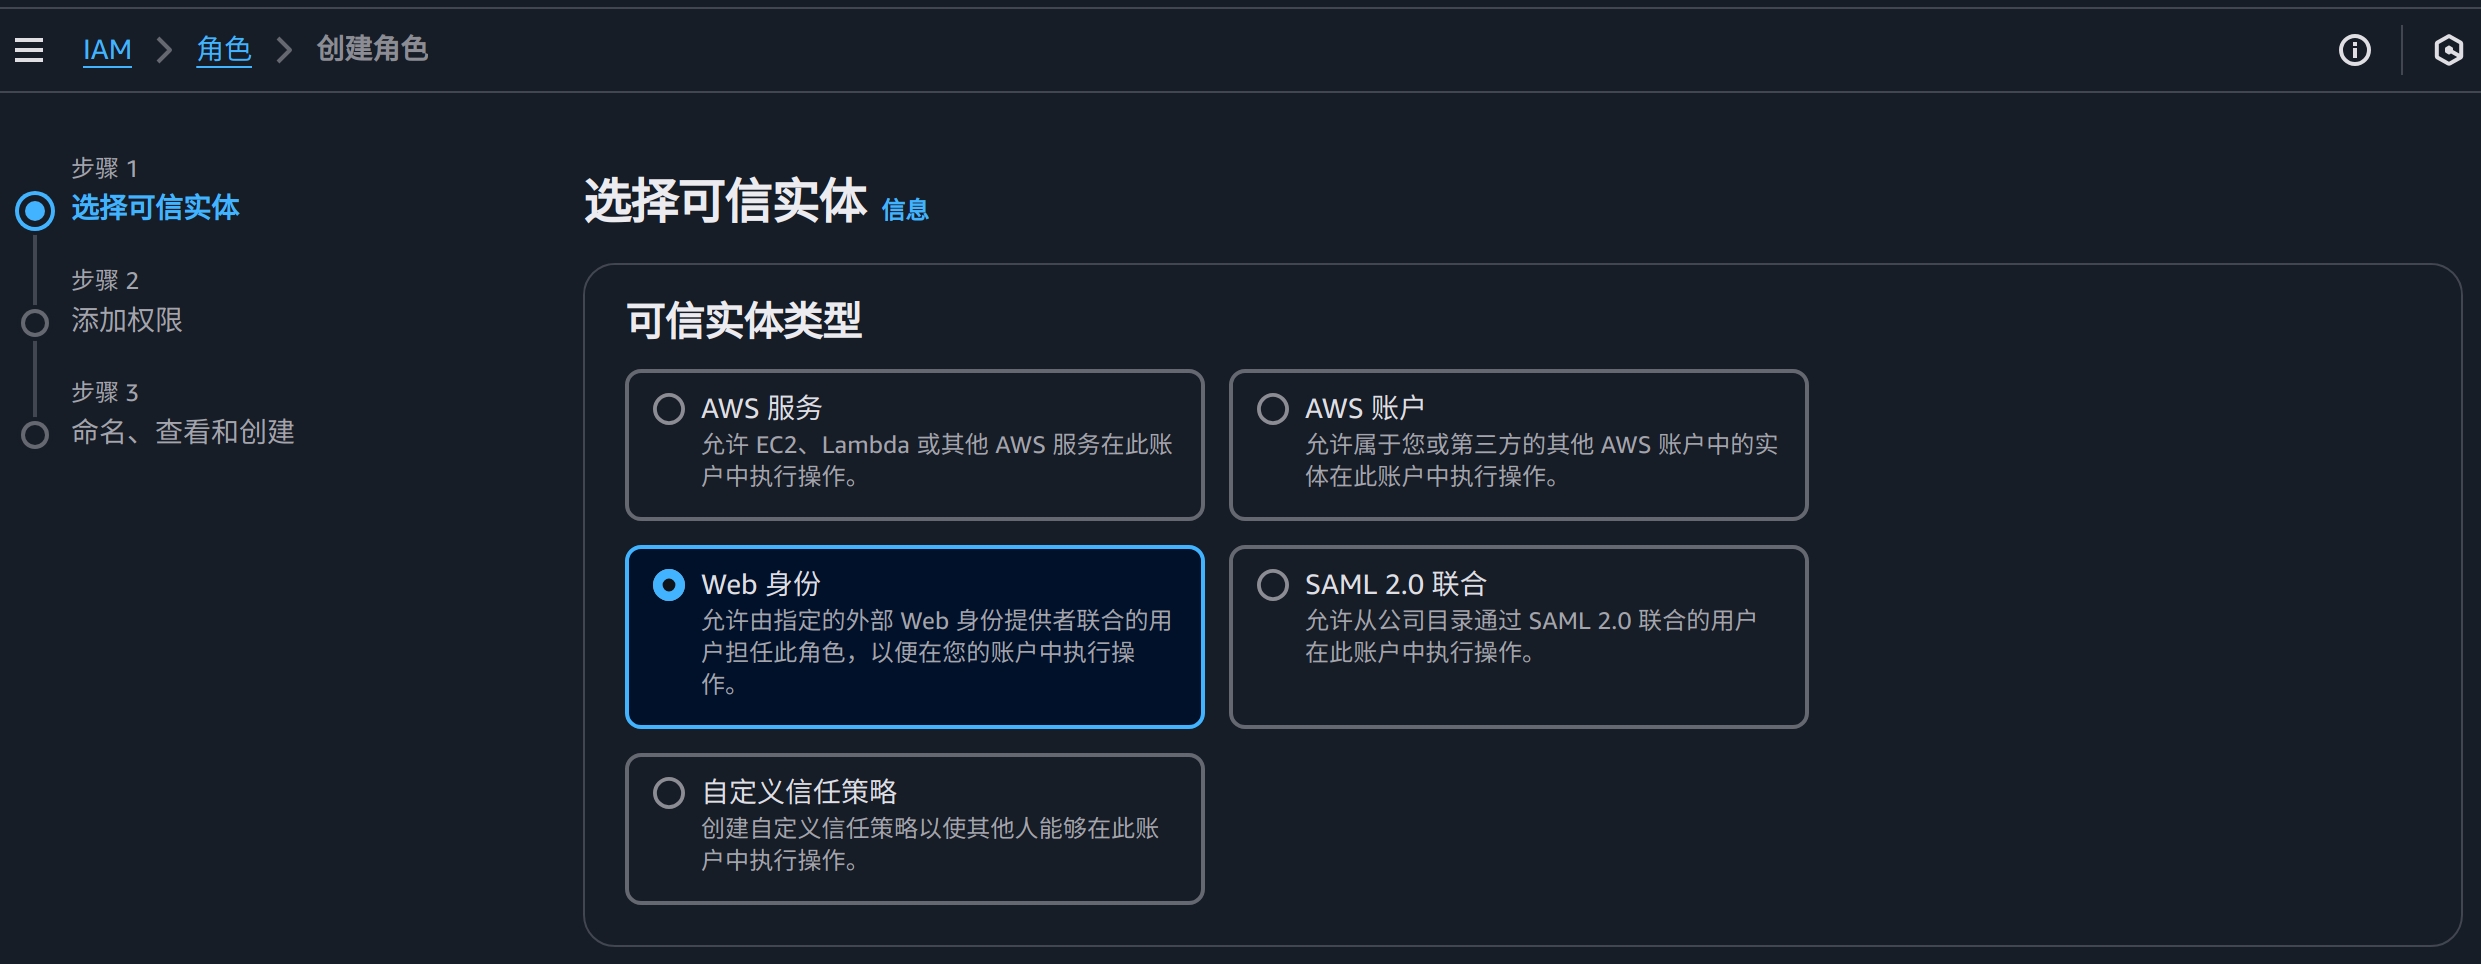 IAM > 角色 > 创建角色
步骤 1
选择可信实体
步骤 2
添加权限
步骤 3
命名、查看和创建
选择可信实体 信息
可信实体类型
AWS 服务
允许 EC2、Lambda 或其他 AWS 服务在此账
户中执行操作。
AWS 账户
允许属于您或第三方的其他 AWS 账户中的实
体在此账户中执行操作。
Web 身份
允许由指定的外部 Web 身份提供者联合的用
户担任此角色，以便在您的账户中执行操
作。
SAML 2.0 联合
允许从公司目录通过 SAML 2.0 联合的用户
在此账户中执行操作。
自定义信任策略
创建自定义信任策略以使其他人能够在此账
户中执行操作。